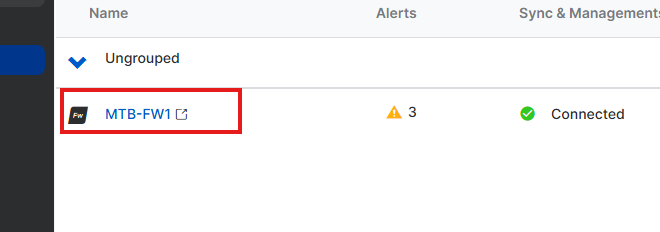 Name Alerts Sync & Managements
Ungrouped
Fw MTB-FW1 3 Connected